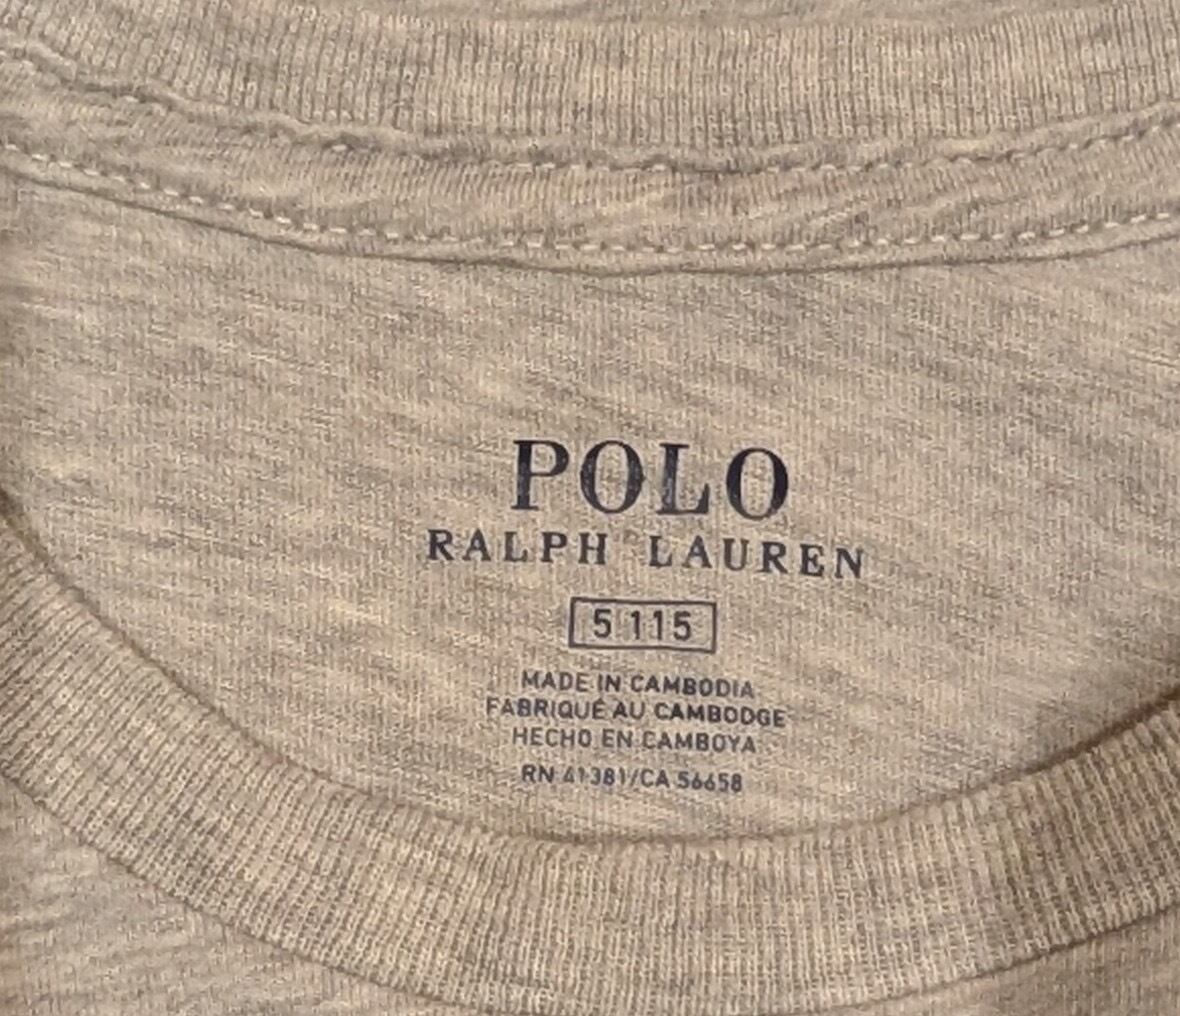 POLO
RALPH LAUREN
5 115
MADE IN CAMBODIA
FABRIQUÉ AU CAMBODGE
HECHO EN CAMBOYA
RN 41381/CA 56658